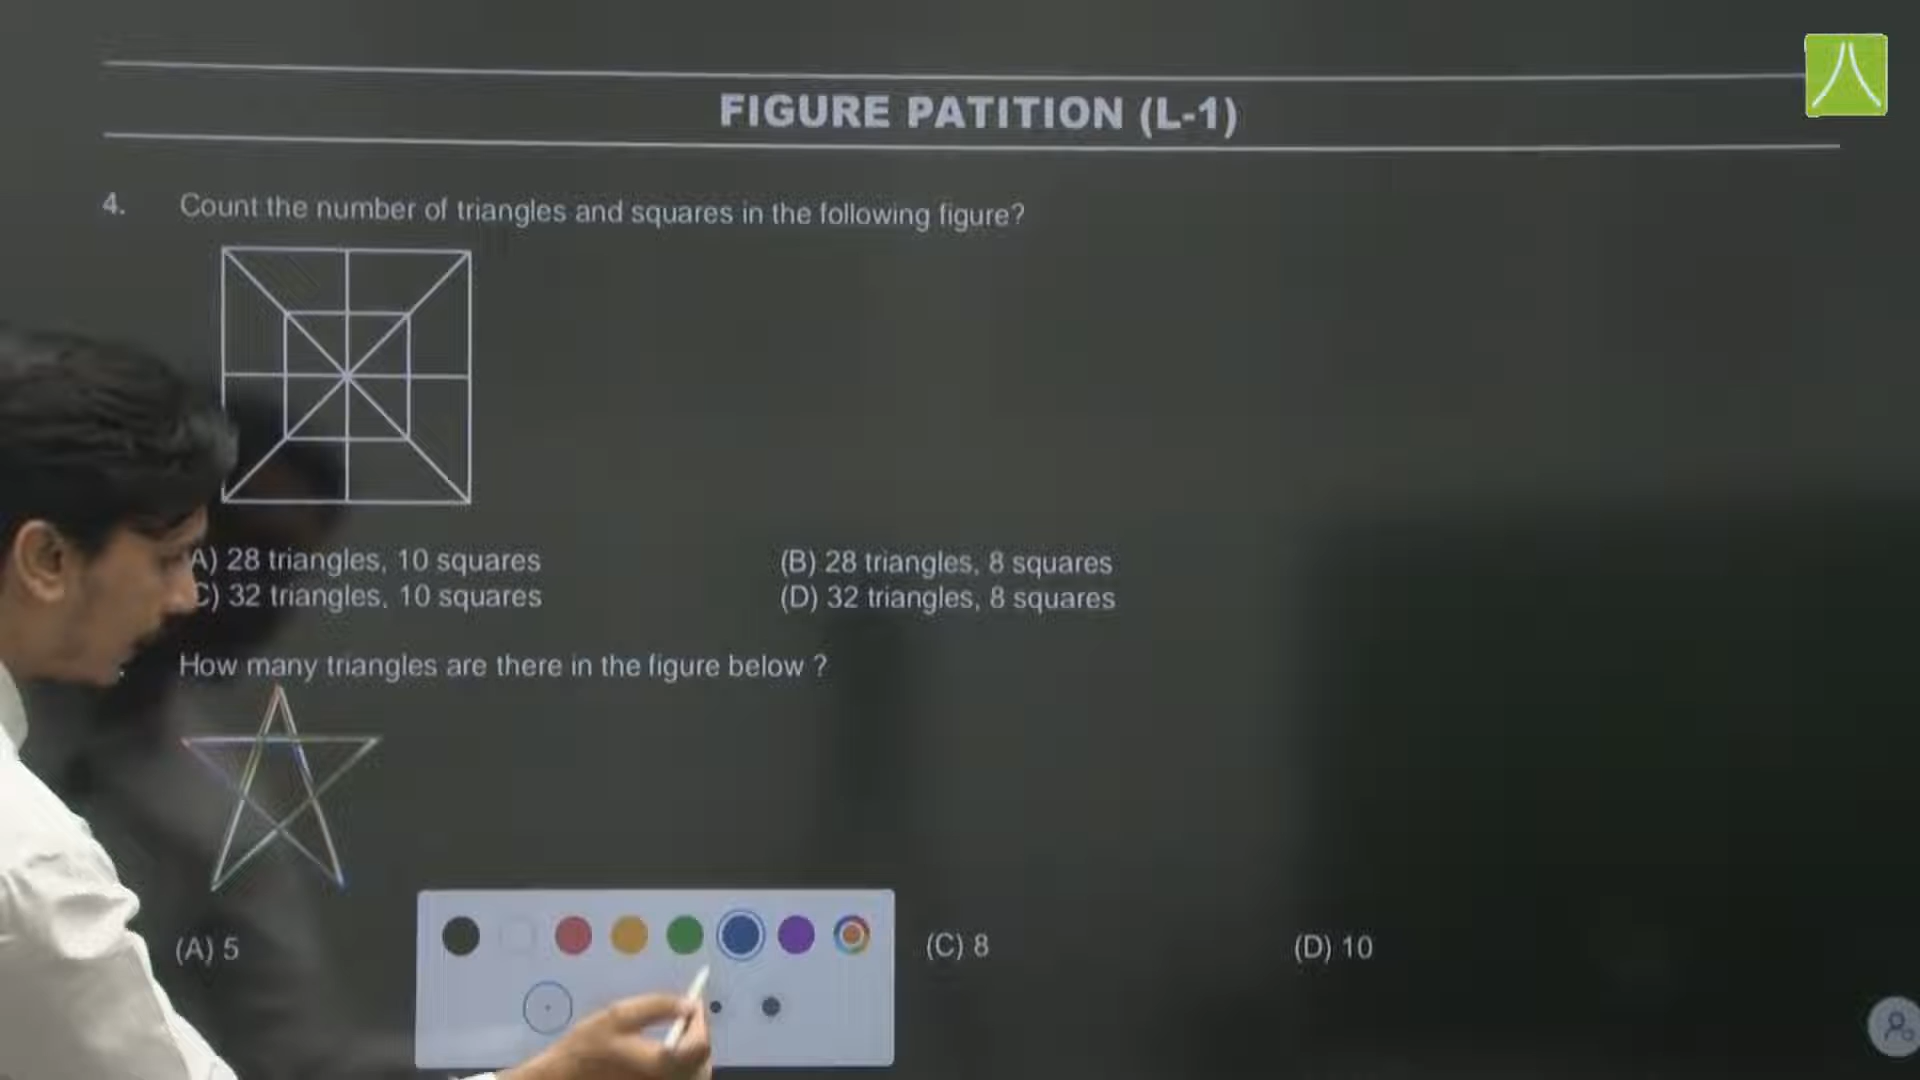 FIGURE PATITION (L-1)
4. Count the number of triangles and squares in the following figure?
A) 28 triangles, 10 squares (B) 28 triangles, 8 squares
C) 32 triangles, 10 squares (D) 32 triangles, 8 squares
How many triangles are there in the figure below ?
(A) 5 (C) 8 (D) 10